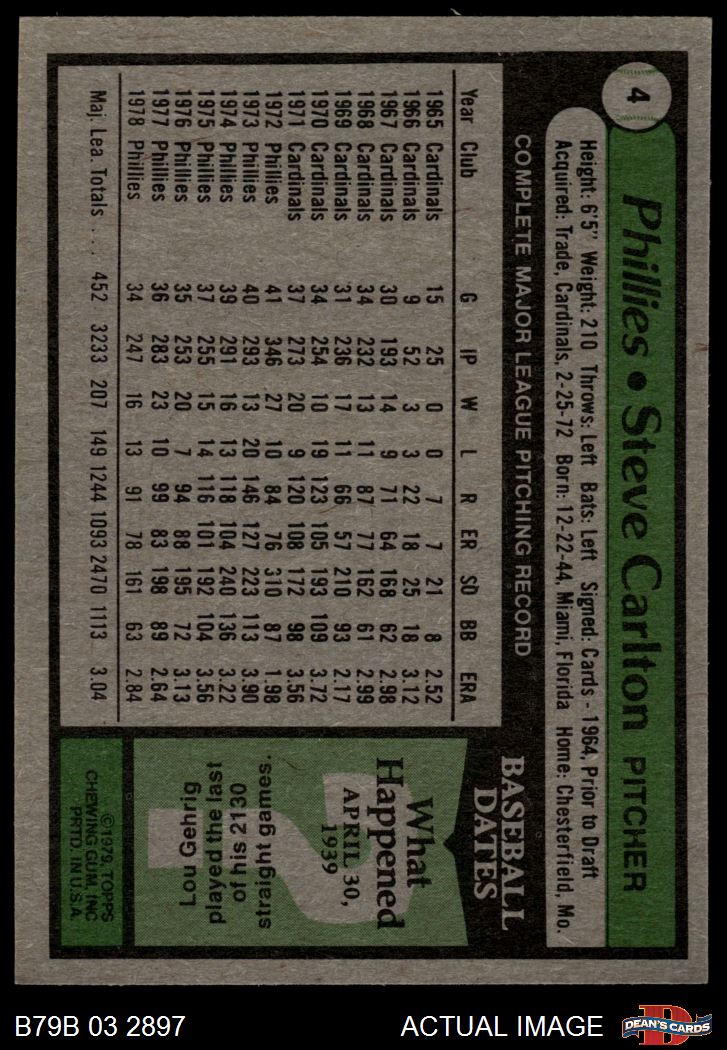 4
Phillies • Steve Carlton PITCHER
Height: 6'5" Weight: 210 Throws: Left Bats: Left Signed: Cards - 1964, Prior to Draft
Acquired: Trade, Cardinals, 2-25-72 Born: 12-22-44, Miami, Florida Home: Chesterfield, Mo.
COMPLETE MAJOR LEAGUE PITCHING RECORD
Year Club G IP W L R ER SO BB ERA
1965 Cardinals 15 25 0 0 7 7 21 8 2.52
1966 Cardinals 9 52 3 3 22 18 25 18 3.12
1967 Cardinals 30 193 14 9 71 64 168 62 2.98
1968 Cardinals 34 232 13 11 87 77 162 61 2.99
1969 Cardinals 31 236 17 11 66 57 210 93 2.17
1970 Cardinals 34 254 10 19 123 105 193 109 3.72
1971 Cardinals 37 273 20 9 120 108 172 98 3.56
1972 Phillies 41 346 27 10 84 76 310 87 1.98
1973 Phillies 40 293 13 20 146 127 223 113 3.90
1974 Phillies 39 291 16 13 118 104 240 136 3.22
1975 Phillies 37 255 15 14 116 101 192 104 3.56
1976 Phillies 35 253 20 7 94 88 195 72 3.13
1977 Phillies 36 283 23 10 99 83 198 89 2.64
1978 Phillies 34 247 16 13 91 78 161 63 2.84
Maj. Lea. Totals . . . 452 3233 207 149 1244 1093 2470 1113 3.04
BASEBALL
DATES
What
Happened
APRIL 30,
1939
?
Lou Gehrig
played the last
of his 2130
straight games.
©1979, TOPPS
CHEWING GUM, INC
PRTD. IN U.S.A.
B79B 03 2897 ACTUAL IMAGE
D
DEAN'S CARDS